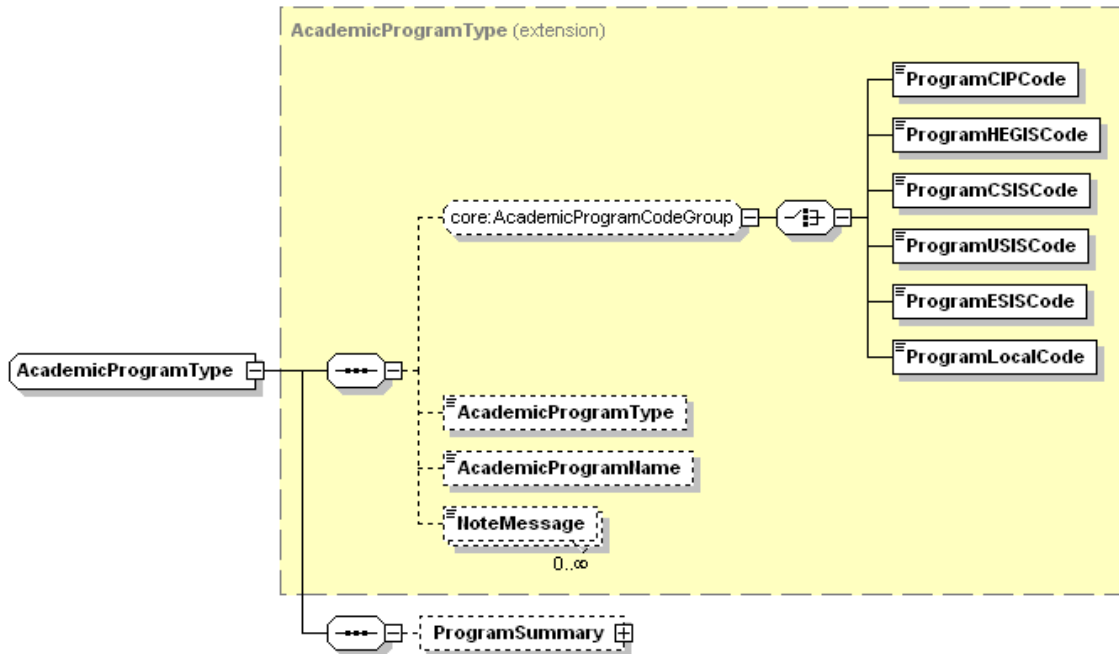 AcademicProgramType (extension)
ProgramCIPCode
ProgramHEGISCode
ProgramCSISCode
core:AcademicProgramCodeGroup
ProgramUSISCode
ProgramESISCode
ProgramLocalCode
AcademicProgramType
AcademicProgramType
AcademicProgramName
NoteMessage
0..∞
ProgramSummary